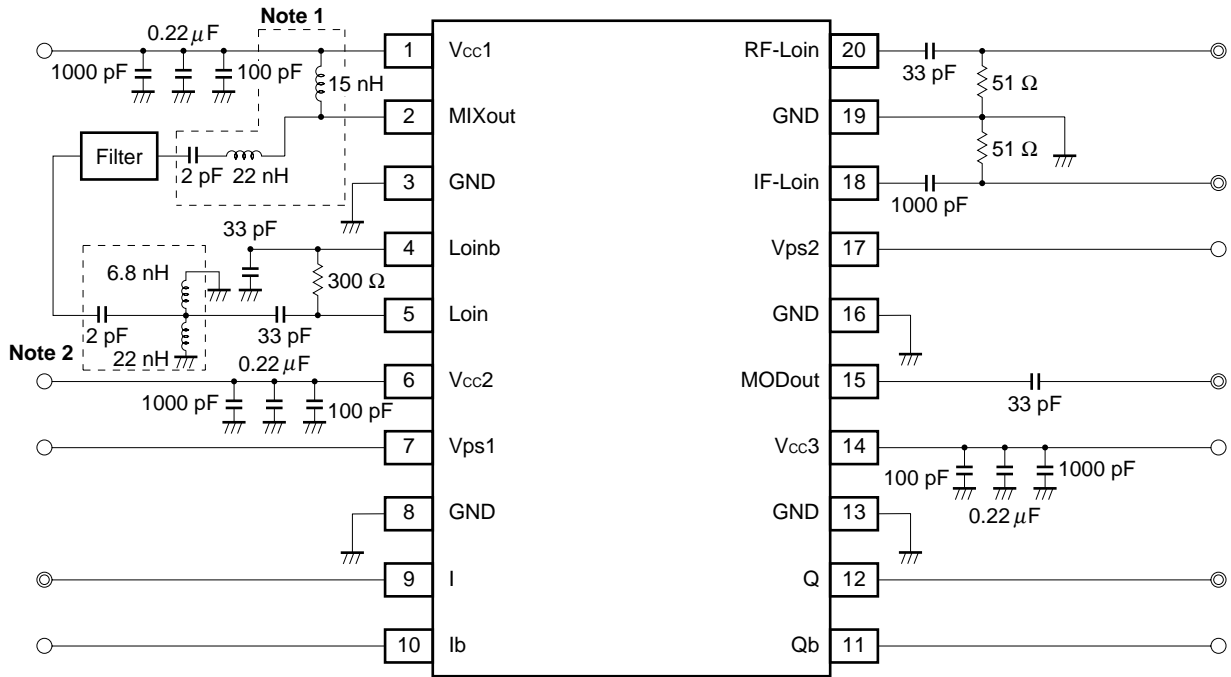 Note 1
0.22 μF
1000 pF
100 pF
15 nH
Filter
2 pF
22 nH
33 pF
300 Ω
6.8 nH
2 pF
33 pF
22 nH
Note 2
0.22 μF
1000 pF
100 pF
1 Vcc1
2 MIXout
3 GND
4 Loinb
5 Loin
6 Vcc2
7 Vps1
8 GND
9 I
10 Ib
RF-Loin 20
GND 19
IF-Loin 18
Vps2 17
GND 16
MODout 15
Vcc3 14
GND 13
Q 12
Qb 11
33 pF
51 Ω
51 Ω
1000 pF
33 pF
100 pF
1000 pF
0.22 μF